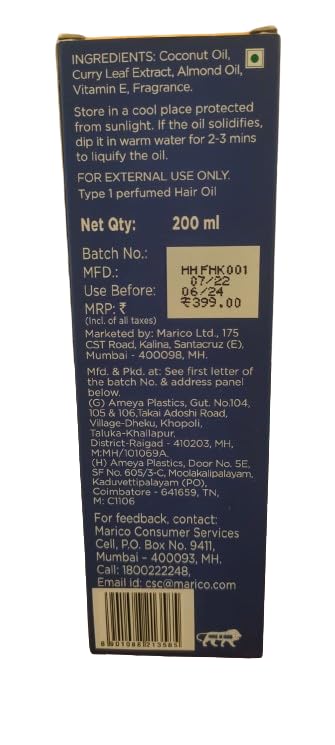 INGREDIENTS: Coconut Oil,
Curry Leaf Extract, Almond Oil,
Vitamin E, Fragrance.
Store in a cool place protected
from sunlight. If the oil solidifies,
dip it in warm water for 2-3 mins
to liquify the oil.
FOR EXTERNAL USE ONLY.
Type 1 perfumed Hair Oil
Net Qty: 200 ml
Batch No.: HH FHK001
MFD.: 07/22
Use Before: 06/24
MRP: ₹ ₹399.00
(Incl. of all taxes)
Marketed by: Marico Ltd., 175
CST Road, Kalina, Santacruz (E),
Mumbai - 400098, MH.
Mfd. & Pkd. at: See first letter of
the batch No. & address panel
below.
(G) Ameya Plastics, Gut. No.104,
105 & 106,Takai Adoshi Road,
Village-Dheku, Khopoli,
Taluka-Khallapur,
District-Raigad - 410203, MH,
M:MH/101069A.
(H) Ameya Plastics, Door No. 5E,
SF No. 605/3-C, Moolakalipalayam,
Kaduvettipalayam (PO),
Coimbatore - 641659, TN,
M: C1106
For feedback, contact:
Marico Consumer Services
Cell, P.O. Box No. 9411,
Mumbai - 400093, MH.
Call: 1800222248,
Email id: csc@marico.com
8 901088 213585